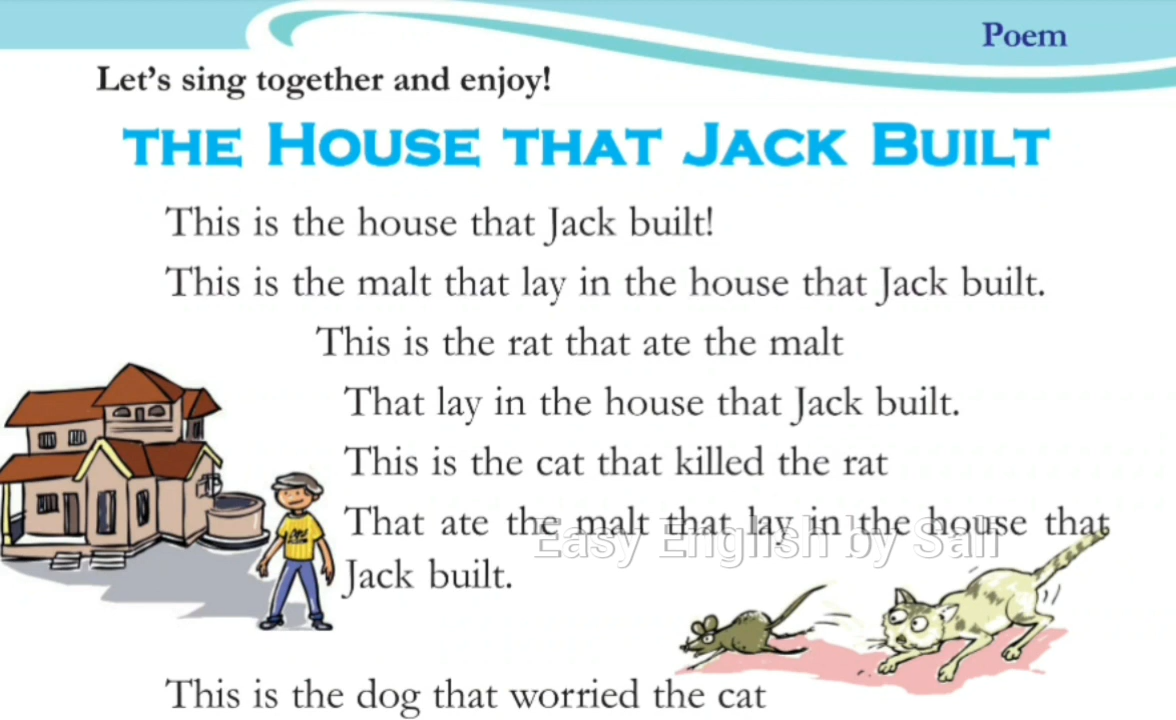 Poem
Let's sing together and enjoy!
THE HOUSE THAT JACK BUILT
This is the house that Jack built!
This is the malt that lay in the house that Jack built.
This is the rat that ate the malt
That lay in the house that Jack built.
This is the cat that killed the rat
That ate the malt that lay in the house that
Easy English by Sali
Jack built.
This is the dog that worried the cat